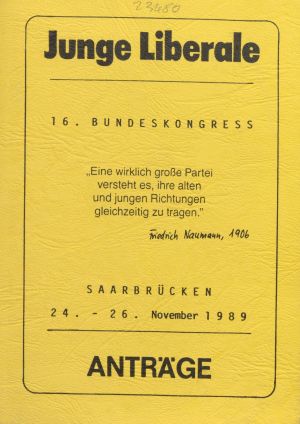 23480
Junge Liberale
16. BUNDESKONGRESS
„Eine wirklich große Partei
versteht es, ihre alten
und jungen Richtungen
gleichzeitig zu tragen."
Friedrich Naumann, 1906
SAARBRÜCKEN
24. - 26. November 1989
ANTRÄGE